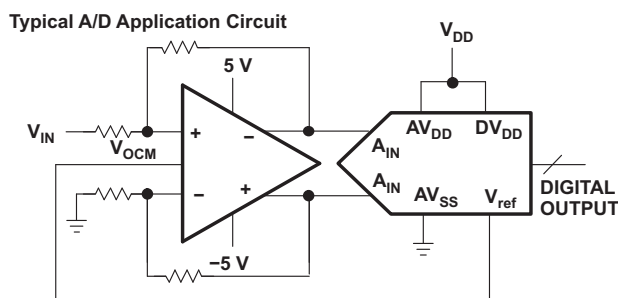 Typical A/D Application Circuit
V_DD
5 V
V_IN
+
−
AV_DD
DV_DD
V_OCM
A_IN
−
+
A_IN
AV_SS
V_ref
DIGITAL
OUTPUT
−5 V